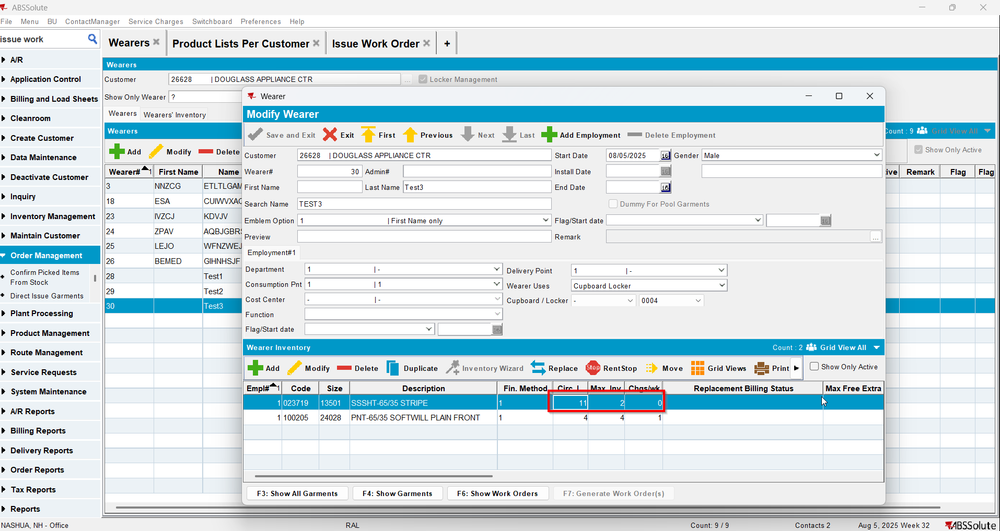 ABSSolute
File Menu BU ContactManager Service Charges Switchboard Preferences Help
issue work
Wearers Product Lists Per Customer Issue Work Order +
A/R
Application Control
Billing and Load Sheets
Cleanroom
Create Customer
Data Maintenance
Deactivate Customer
Inquiry
Inventory Management
Maintain Customer
Order Management
Confirm Picked Items
From Stock
Direct Issue Garments
Plant Processing
Product Management
Route Management
Service Requests
System Maintenance
A/R Reports
Billing Reports
Delivery Reports
Order Reports
Tax Reports
Reports
Wearers
Customer 26628 | DOUGLASS APPLIANCE CTR ... Locker Management
Show Only Wearer ?
Wearers Wearers' Inventory
Wearers
Count : 9 Grid View All
Add Modify Delete
Show Only Active
Wearer# 1 First Name Name
ive Remark Flag Flag
3 NNZCG ETLTLGAM
18 ESA CUIWVXAG
23 IVZCJ KDVJV
24 ZPAV AQBJGBRS
25 LEJO WFNZWEJ
26 BEMED GIHNHSJF
28 Test1
29 Test2
30 Test3
Wearer
Modify Wearer
Save and Exit Exit First Previous Next Last Add Employment Delete Employment
Customer 26628 | DOUGLASS APPLIANCE CTR Start Date 08/05/2025 16 Gender Male
Wearer# 30 Admin# Install Date 16
First Name Last Name Test3 End Date 16
Search Name TEST3 Dummy For Pool Garments
Emblem Option 1 | First Name only Flag/Start date 16
Preview Remark ...
Employment#1
Department 1 | - Delivery Point 1 | -
Consumption Pnt 1 | 1 Wearer Uses Cupboard Locker
Cost Center - | - Cupboard / Locker - 0004
Function
Flag/Start date 16
Wearer Inventory Count : 2 Grid View All
Add Modify Delete Duplicate Inventory Wizard Replace Stop RentStop Move Grid Views Print Show Only Active
Empl# 1 Code Size Description Fin. Method Circ. I Max. Inv Chgs/wk Replacement Billing Status Max Free Extra
1 023719 13501 SSSHT-65/35 STRIPE 1 11 2 0
1 100205 24028 PNT-65/35 SOFTWILL PLAIN FRONT 1 4 4 1
F3: Show All Garments F4: Show Garments F6: Show Work Orders F7: Generate Work Order(s)
NASHUA, NH - Office RAL Count: 9 / 9 Contacts 2 Aug 5, 2025 Week 32 ABSSolute